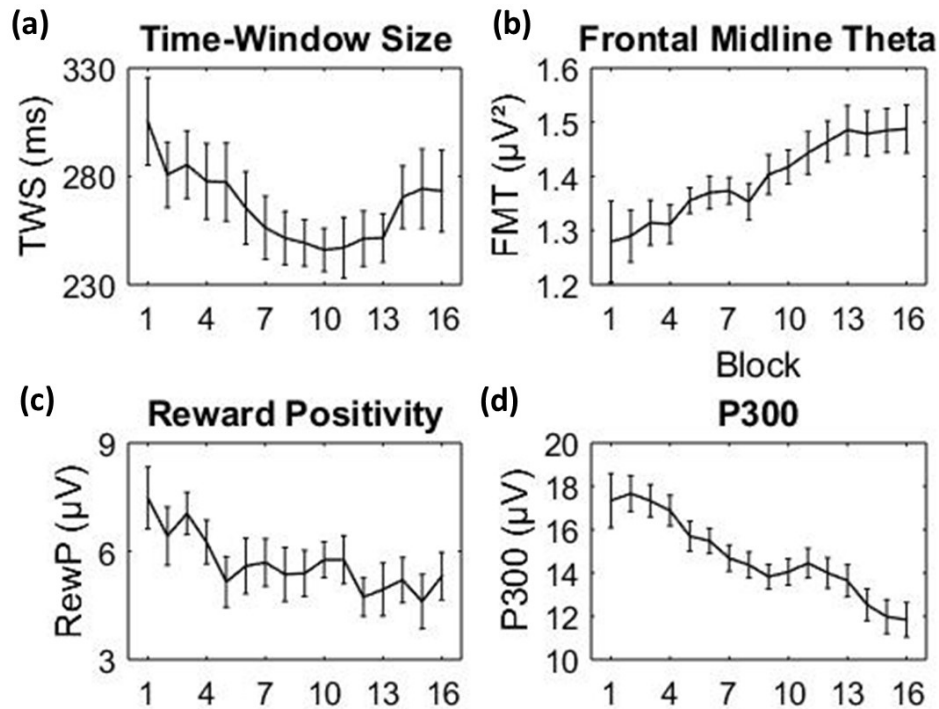 (a)
Time-Window Size
TWS (ms)
330
280
230
1 4 7 10 13 16
(b)
Frontal Midline Theta
FMT (µV²)
1.6
1.5
1.4
1.3
1.2
1 4 7 10 13 16
Block
(c)
Reward Positivity
RewP (µV)
9
6
3
1 4 7 10 13 16
(d)
P300
P300 (µV)
20
18
16
14
12
10
1 4 7 10 13 16